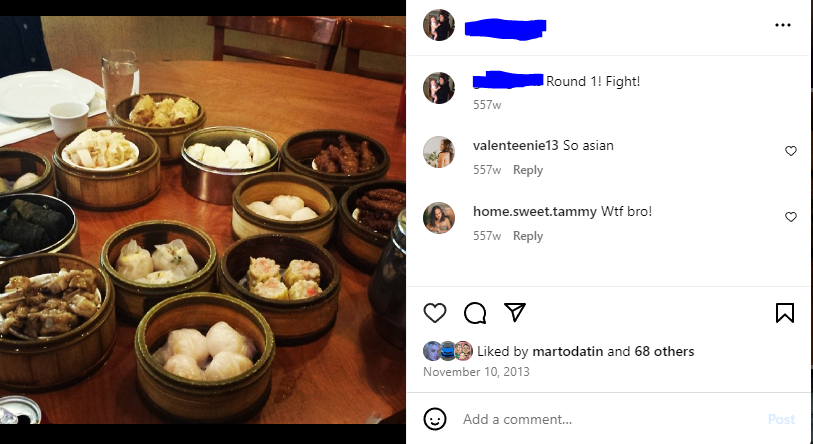 Round 1! Fight!
557w
valenteenie13 So asian
557w Reply
home.sweet.tammy Wtf bro!
557w Reply
Liked by martodatin and 68 others
November 10, 2013
Add a comment...
Post